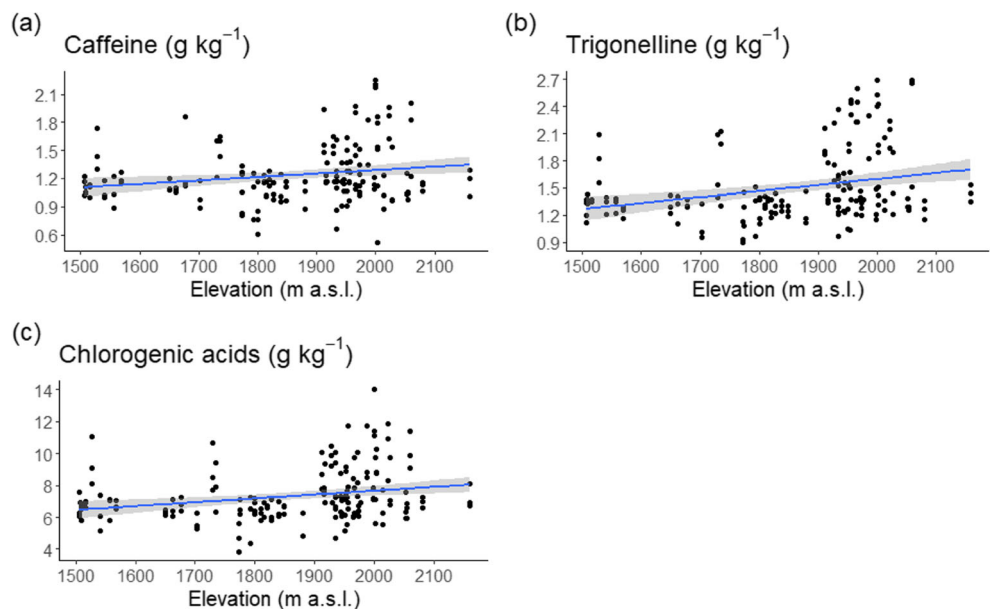 (a)
Caffeine (g kg⁻¹)
2.1
1.8
1.5
1.2
0.9
0.6
1500 1600 1700 1800 1900 2000 2100
Elevation (m a.s.l.)
(b)
Trigonelline (g kg⁻¹)
2.7
2.4
2.1
1.8
1.5
1.2
0.9
1500 1600 1700 1800 1900 2000 2100
Elevation (m a.s.l.)
(c)
Chlorogenic acids (g kg⁻¹)
14
12
10
8
6
4
1500 1600 1700 1800 1900 2000 2100
Elevation (m a.s.l.)